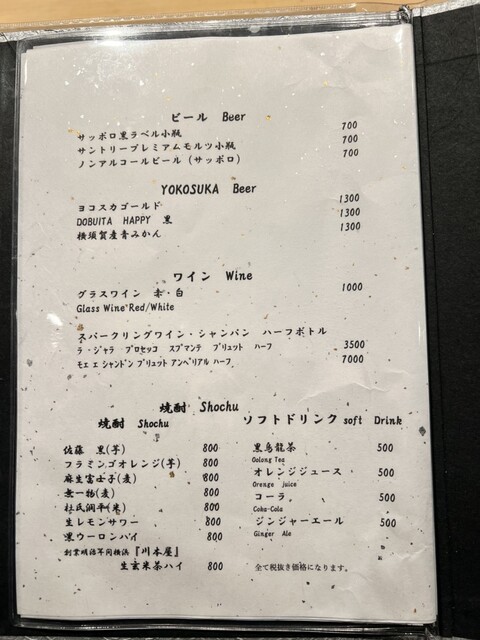 ビール Beer
サッポロ黒ラベル小瓶 700
サントリープレミアムモルツ小瓶 700
ノンアルコールビール（サッポロ） 700
YOKOSUKA Beer
ヨコスカゴールド 1300
DOBUITA HAPPY 黒 1300
横須賀産青みかん 1300
ワイン Wine
グラスワイン 赤・白 1000
Glass Wine Red/White
スパークリングワイン・シャンパン ハーフボトル
ラ・ジャラ プロセッコ スプマンテ ブリュット ハーフ 3500
モエ エ シャンドン ブリュット アンペリアル ハーフ 7000
焼酎 Shochu
焼酎 Shochu
佐藤 黒(芋) 800
フラミンゴオレンジ(芋) 800
麻生富士子(麦) 800
無一物(麦) 800
杜氏潤平(米) 800
生レモンサワー 800
黒ウーロンハイ 800
創業明治年間横浜『川本屋』
生玄米茶ハイ 800
ソフトドリンク soft Drink
黒烏龍茶 500
Oolong Tea
オレンジジュース 500
Orenge juice
コーラ 500
Coka-Cola
ジンジャーエール 500
Ginger Ale
全て税抜き価格になります。